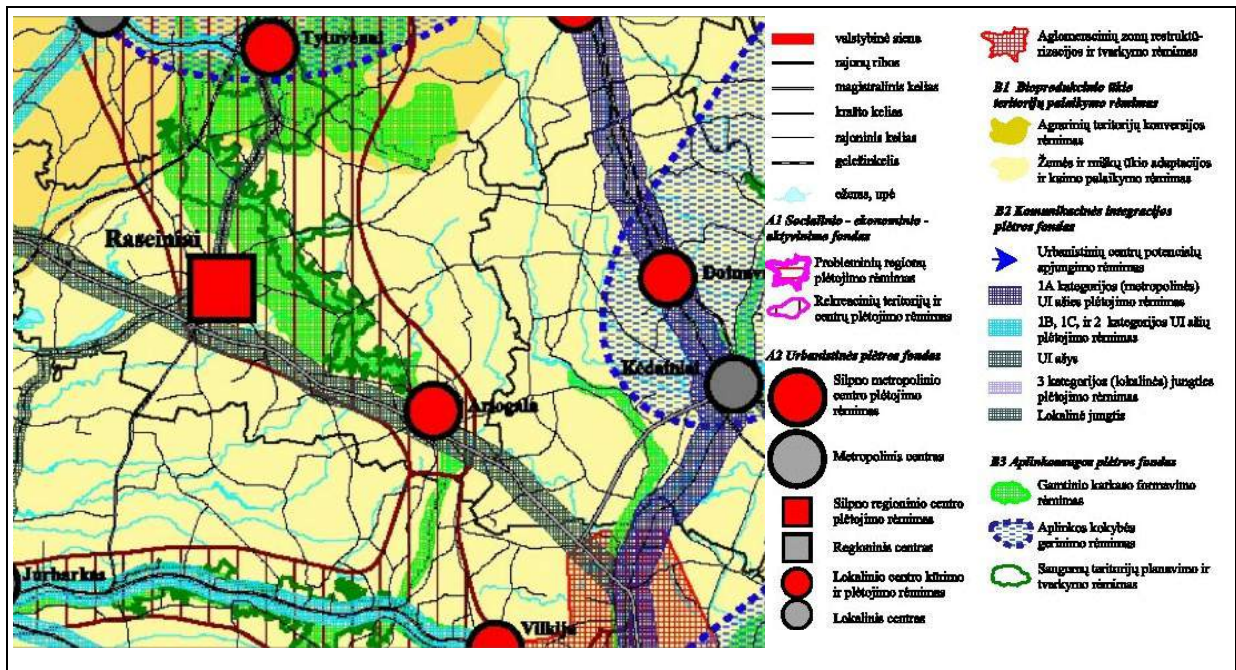 Tytuvėnai
Raseiniai
Dotnuv
Kėdainiai
Ariogala
Jurbarkas
Vilkija
valstybinė siena
rajonų ribos
magistralinis kelias
krašto kelias
rajoninis kelias
geležinkelis
ežeras, upė
A1 Socialinio - ekonominio -
aktyvinimo fondas
Probleminių regionų
plėtojimo rėmimas
Rekreacinių teritorijų ir
centrų plėtojimo rėmimas
A2 Urbanistinės plėtros fondas
Silpno metropolinio
centro plėtojimo
rėmimas
Metropolinis centras
Silpno regioninio centro
plėtojimo rėmimas
Regioninis centras
Lokalinio centro kūrimo
ir plėtojimo rėmimas
Lokalinis centras
Aglomeracinių zonų restruktū-
rizacijos ir tvarkymo rėmimas
B1 Bioprodukcinio ūkio
teritorijų palaikymo rėmimas
Agrarinių teritorijų konversijos
rėmimas
Žemės ir miškų ūkio adaptacijos
ir kaimo palaikymo rėmimas
B2 Komunikacinės integracijos
plėtros fondas
Urbanistinių centrų potencialų
apjungimo rėmimas
1A kategorijos (metropolinės)
UI ašies plėtojimo rėmimas
1B, 1C, ir 2 kategorijos UI ašių
plėtojimo rėmimas
UI ašys
3 kategorijos (lokalinės) jungties
plėtojimo rėmimas
Lokalinė jungtis
B3 Aplinkosaugos plėtros fondas
Gamtinio karkaso formavimo
rėmimas
Aplinkos kokybės
gerinimo rėmimas
Saugomų teritorijų planavimo ir
tvarkymo rėmimas